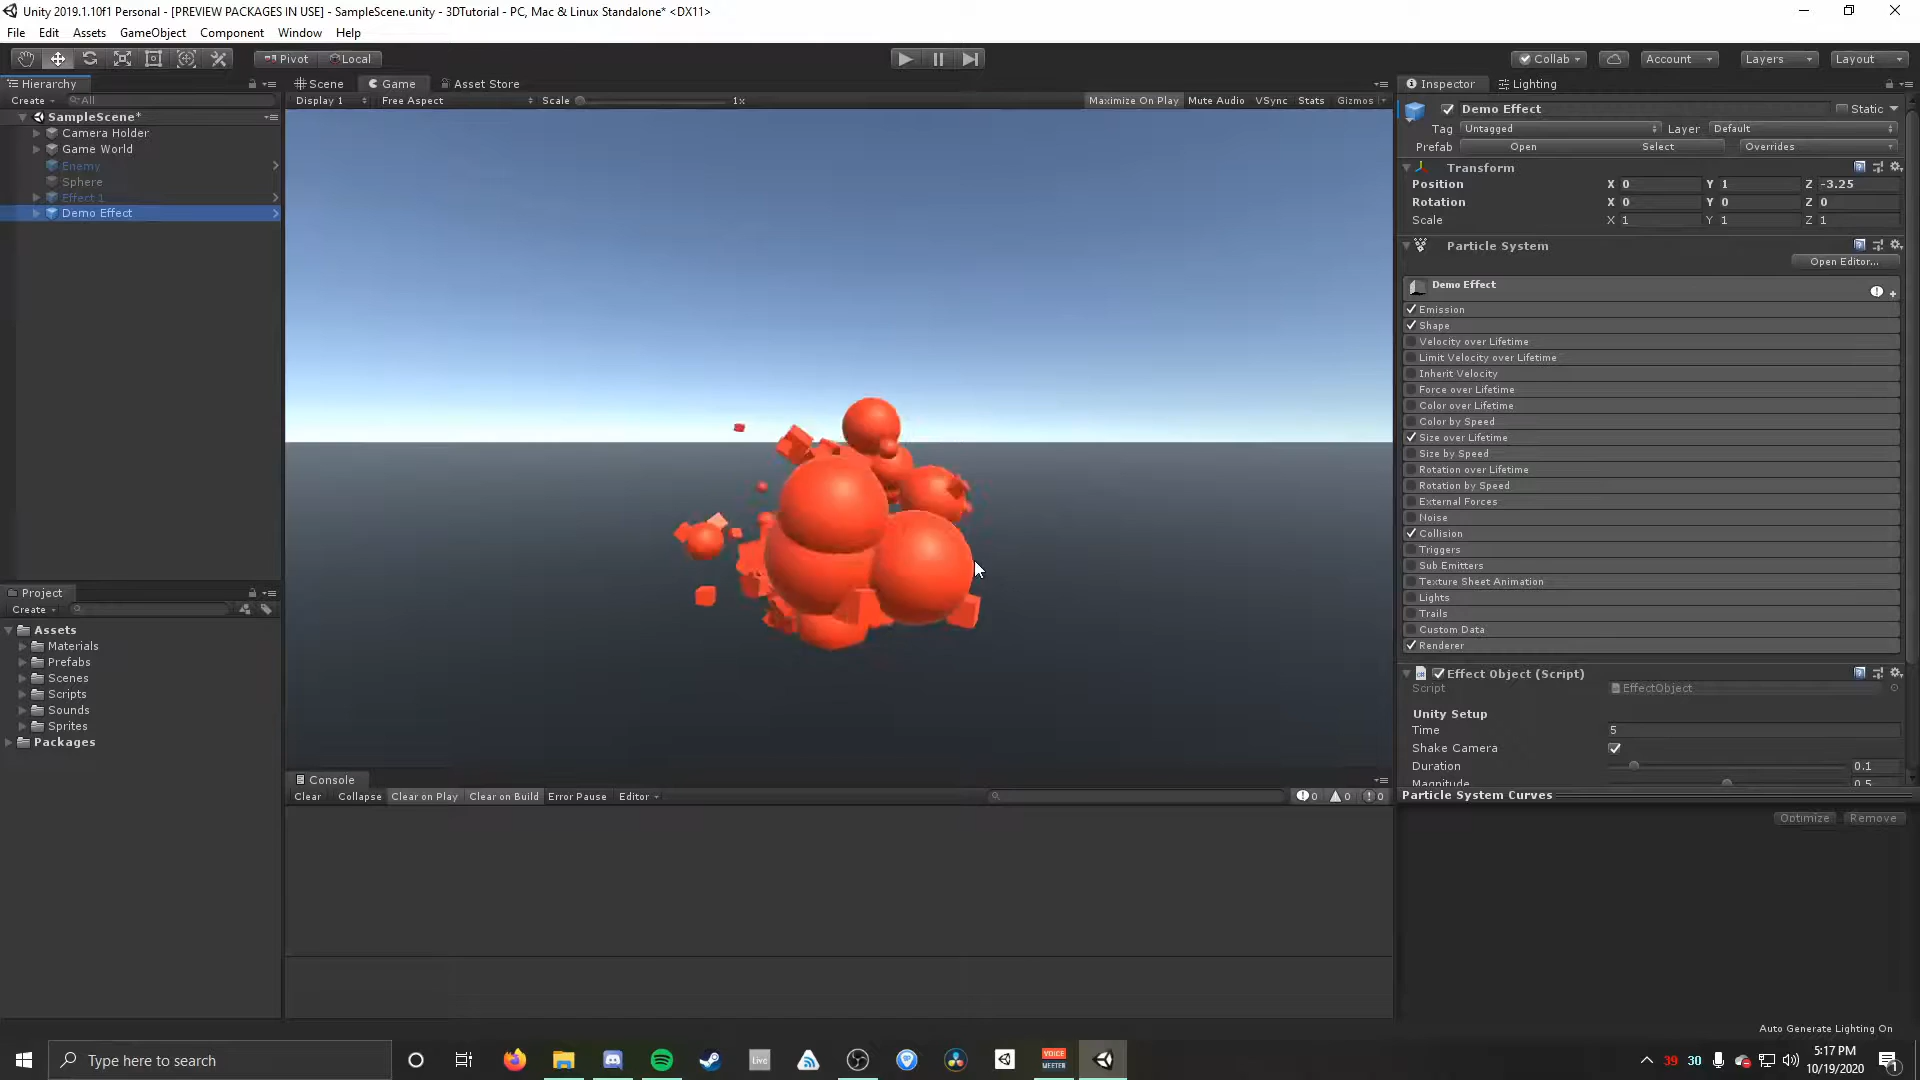 Unity 2019.1.10f1 Personal - [PREVIEW PACKAGES IN USE] - SampleScene.unity - 3DTutorial - PC, Mac & Linux Standalone* <DX11>
File Edit Assets GameObject Component Window Help
Pivot Local Collab Account Layers Layout
Hierarchy
Create All
SampleScene*
Camera Holder
Game World
Enemy
Sphere
Effect 1
Demo Effect
Scene Game Asset Store
Display 1 Free Aspect Scale 1x Maximize On Play Mute Audio VSync Stats Gizmos
Inspector Lighting
Demo Effect Static
Tag Untagged Layer Default
Prefab Open Select Overrides
Transform
Position X 0 Y 1 Z -3.25
Rotation X 0 Y 0 Z 0
Scale X 1 Y 1 Z 1
Particle System
Open Editor...
Demo Effect
Emission
Shape
Velocity over Lifetime
Limit Velocity over Lifetime
Inherit Velocity
Force over Lifetime
Color over Lifetime
Color by Speed
Size over Lifetime
Size by Speed
Rotation over Lifetime
Rotation by Speed
External Forces
Noise
Collision
Triggers
Sub Emitters
Texture Sheet Animation
Lights
Trails
Custom Data
Renderer
Effect Object (Script)
Script EffectObject
Unity Setup
Time 5
Shake Camera
Duration 0.1
Magnitude 0.5
Particle System Curves
Optimize Remove
Project
Create
Assets
Materials
Prefabs
Scenes
Scripts
Sounds
Sprites
Packages
Console
Clear Collapse Clear on Play Clear on Build Error Pause Editor 0 0 0
Auto Generate Lighting On
Type here to search
Live
VOICE MEETER
39 30
5:17 PM
10/19/2020
1